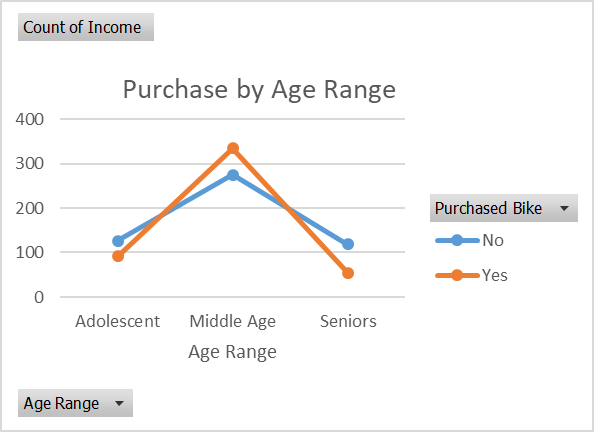 Count of Income
Purchase by Age Range
400
300
200
100
0
Adolescent Middle Age Seniors
Age Range
Purchased Bike
No
Yes
Age Range